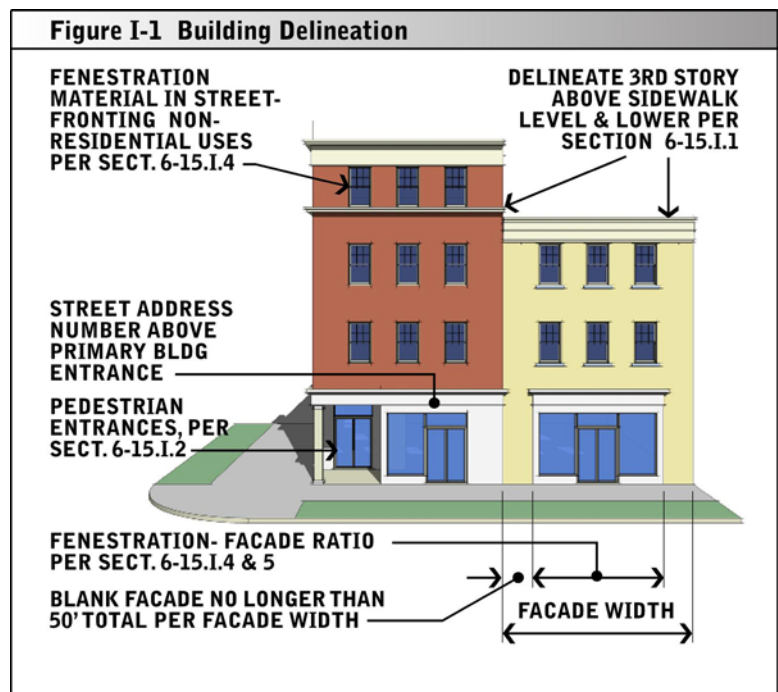 Figure I-1 Building Delineation
FENESTRATION
MATERIAL IN STREET-
FRONTING NON-
RESIDENTIAL USES
PER SECT. 6-15.I.4
DELINEATE 3RD STORY
ABOVE SIDEWALK
LEVEL & LOWER PER
SECTION 6-15.I.1
STREET ADDRESS
NUMBER ABOVE
PRIMARY BLDG
ENTRANCE
PEDESTRIAN
ENTRANCES, PER
SECT. 6-15.I.2
FENESTRATION- FACADE RATIO
PER SECT. 6-15.I.4 & 5
BLANK FACADE NO LONGER THAN
50' TOTAL PER FACADE WIDTH
FACADE WIDTH